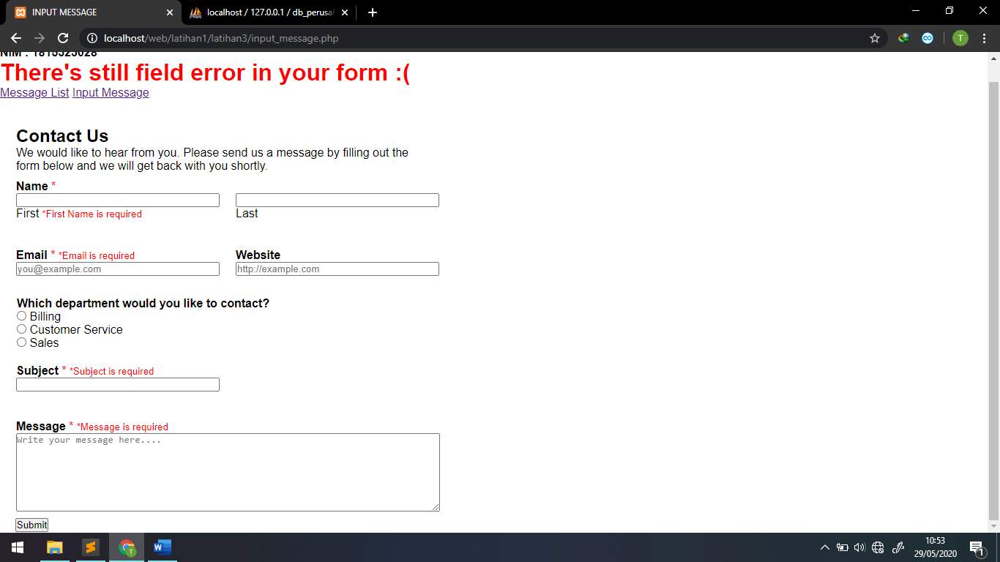 INPUT MESSAGE
localhost / 127.0.0.1 / db_perusa
localhost/web/latihan1/latihan3/input_message.php
T
NIM : 1815323028
There's still field error in your form :(
Message List Input Message
Contact Us
We would like to hear from you. Please send us a message by filling out the
form below and we will get back with you shortly.
Name *
First *First Name is required
Last
Email * *Email is required
Website
you@example.com
http://example.com
Which department would you like to contact?
Billing
Customer Service
Sales
Subject * *Subject is required
Message * *Message is required
Write your message here....
Submit
10:53
29/05/2020
1